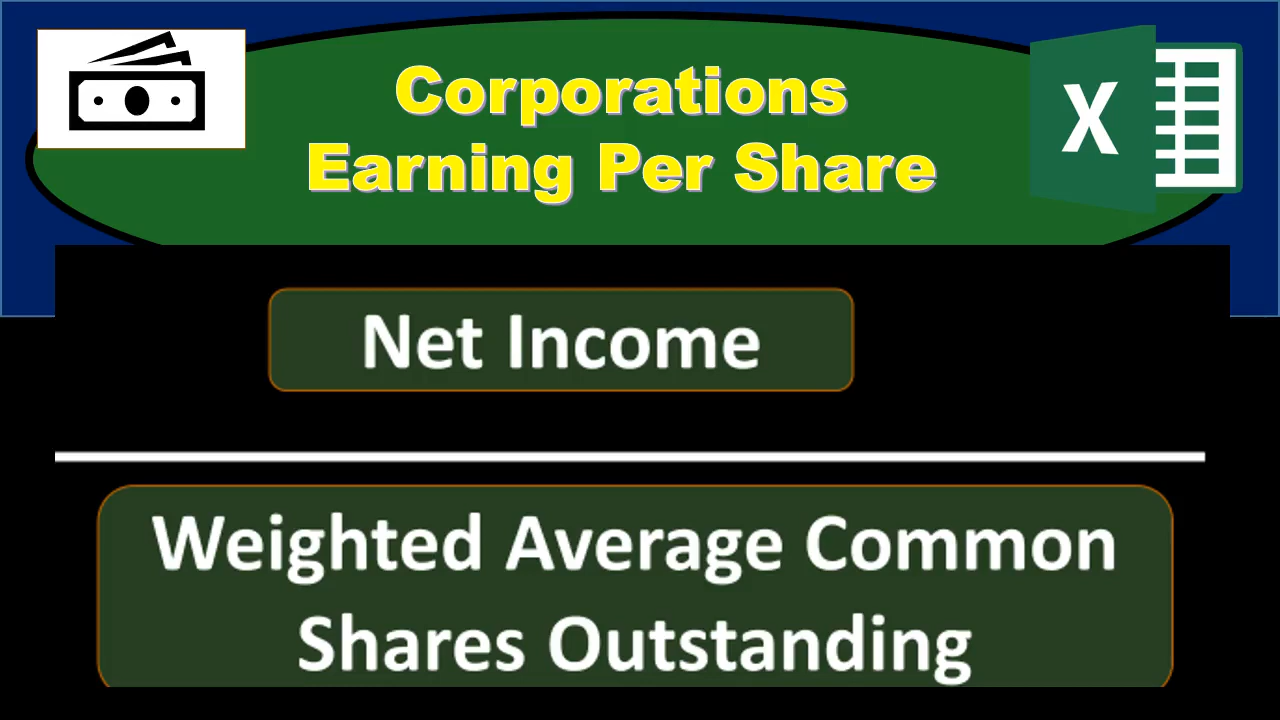 Corporations
Earning Per Share
X
Net Income
Weighted Average Common
Shares Outstanding